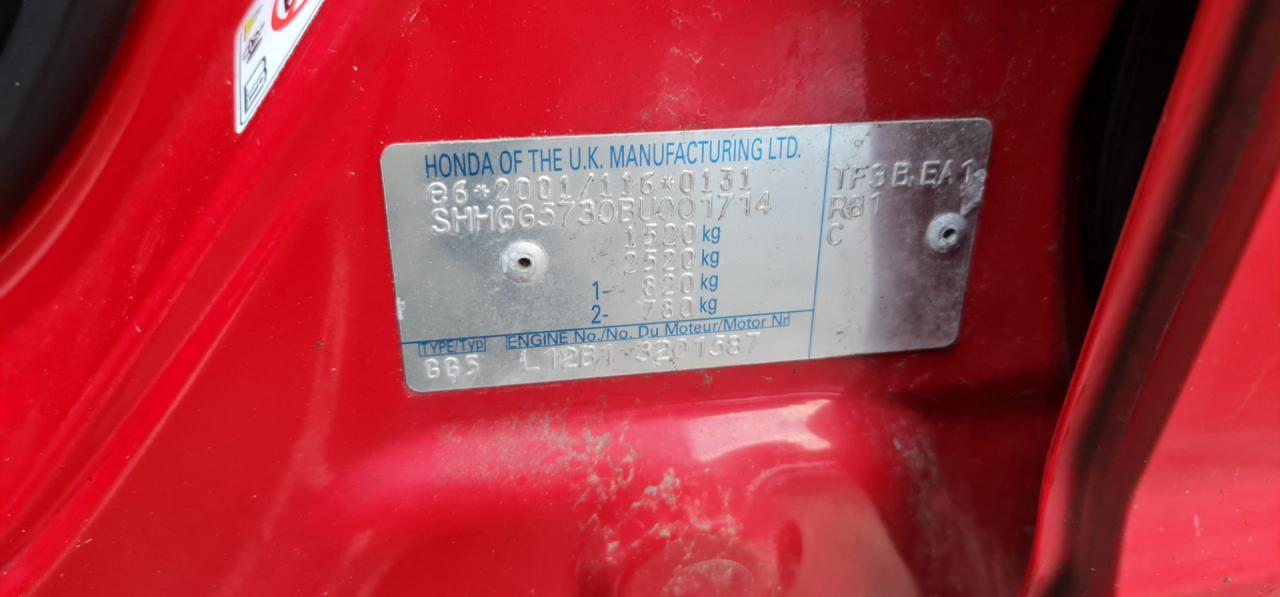 HONDA OF THE U.K. MANUFACTURING LTD.
e6*2001/116*0131
SHHGG5730BU001714
1520 kg
2520 kg
1- 820 kg
2- 780 kg
TYPE/Typ ENGINE No./No. Du Moteur/Motor Nr
GG5 L12B1-3201587
TF3 B EA1
R81
C